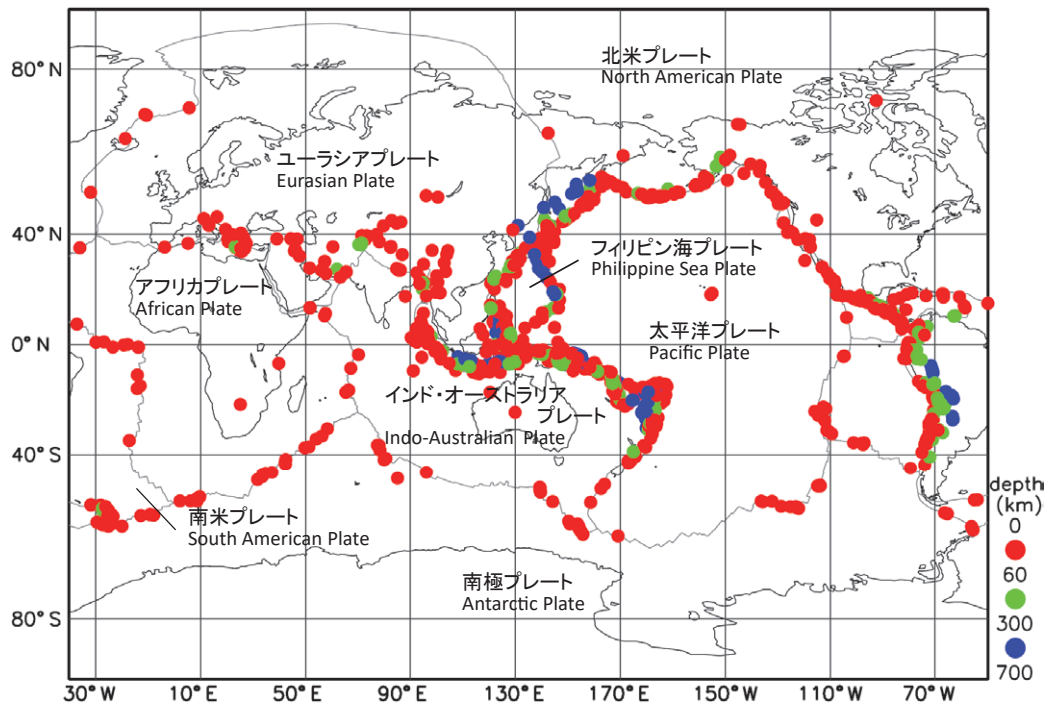 80° N
北米プレート
North American Plate
ユーラシアプレート
Eurasian Plate
40° N
フィリピン海プレート
Philippine Sea Plate
アフリカプレート
African Plate
太平洋プレート
Pacific Plate
0° N
インド・オーストラリア
プレート
Indo-Australian Plate
40° S
南米プレート
South American Plate
南極プレート
Antarctic Plate
80° S
depth
(km)
0
60
300
700
30°W 10°E 50°E 90°E 130°E 170°E 150°W 110°W 70°W